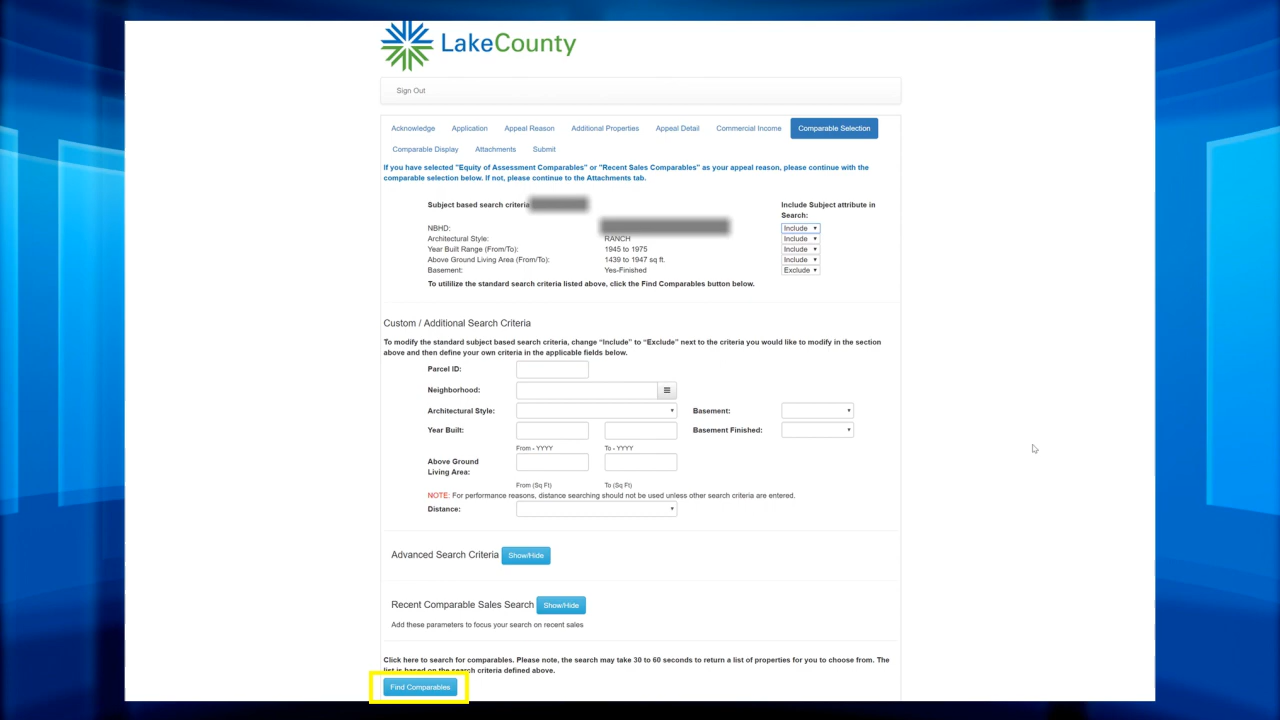 LakeCounty
Sign Out
Acknowledge Application Appeal Reason Additional Properties Appeal Detail Commercial Income Comparable Selection
Comparable Display Attachments Submit
If you have selected "Equity of Assessment Comparables" or "Recent Sales Comparables" as your appeal reason, please continue with the
comparable selection below. If not, please continue to the Attachments tab.
Subject based search criteria Include Subject attribute in
Search:
NBHD: Include
Architectural Style: RANCH Include
Year Built Range (From/To): 1945 to 1975 Include
Above Ground Living Area (From/To): 1439 to 1947 sq ft. Include
Basement: Yes-Finished Exclude
To utililize the standard search criteria listed above, click the Find Comparables button below.
Custom / Additional Search Criteria
To modify the standard subject based search criteria, change "Include" to "Exclude" next to the criteria you would like to modify in the section
above and then define your own criteria in the applicable fields below.
Parcel ID:
Neighborhood:
Architectural Style: Basement:
Year Built: Basement Finished:
From - YYYY To - YYYY
Above Ground
Living Area:
From (Sq Ft) To (Sq Ft)
NOTE: For performance reasons, distance searching should not be used unless other search criteria are entered.
Distance:
Advanced Search Criteria Show/Hide
Recent Comparable Sales Search Show/Hide
Add these parameters to focus your search on recent sales
Click here to search for comparables. Please note, the search may take 30 to 60 seconds to return a list of properties for you to choose from. The
list is based on the search criteria defined above.
Find Comparables